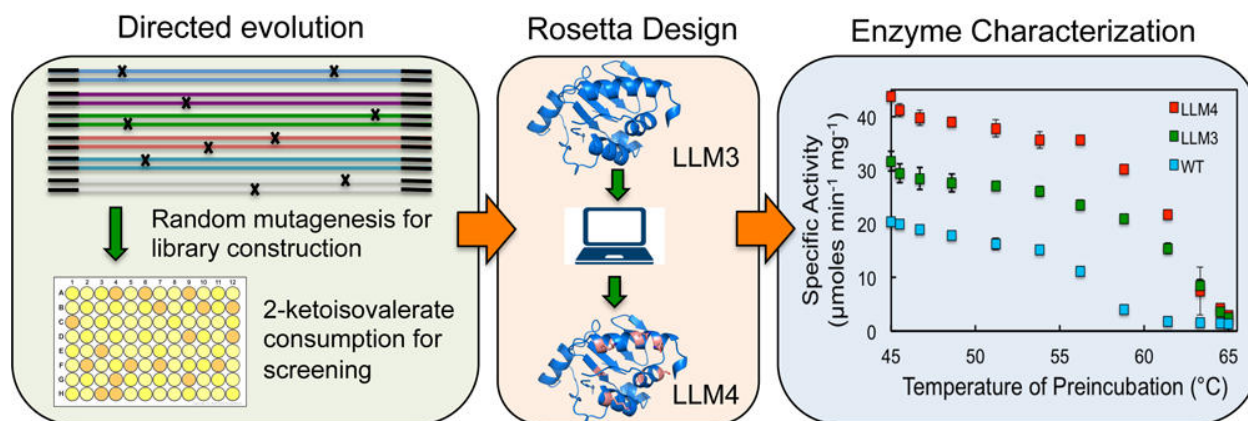 Directed evolution
Random mutagenesis for
library construction
1 2 3 4 5 6 7 8 9 10 11 12
A
B
C
D
E
F
G
H
2-ketoisovalerate
consumption for
screening
Rosetta Design
LLM3
LLM4
Enzyme Characterization
Specific Activity
(µmoles min⁻¹ mg⁻¹)
40
30
20
10
0
LLM4
LLM3
WT
45 50 55 60 65
Temperature of Preincubation (°C)